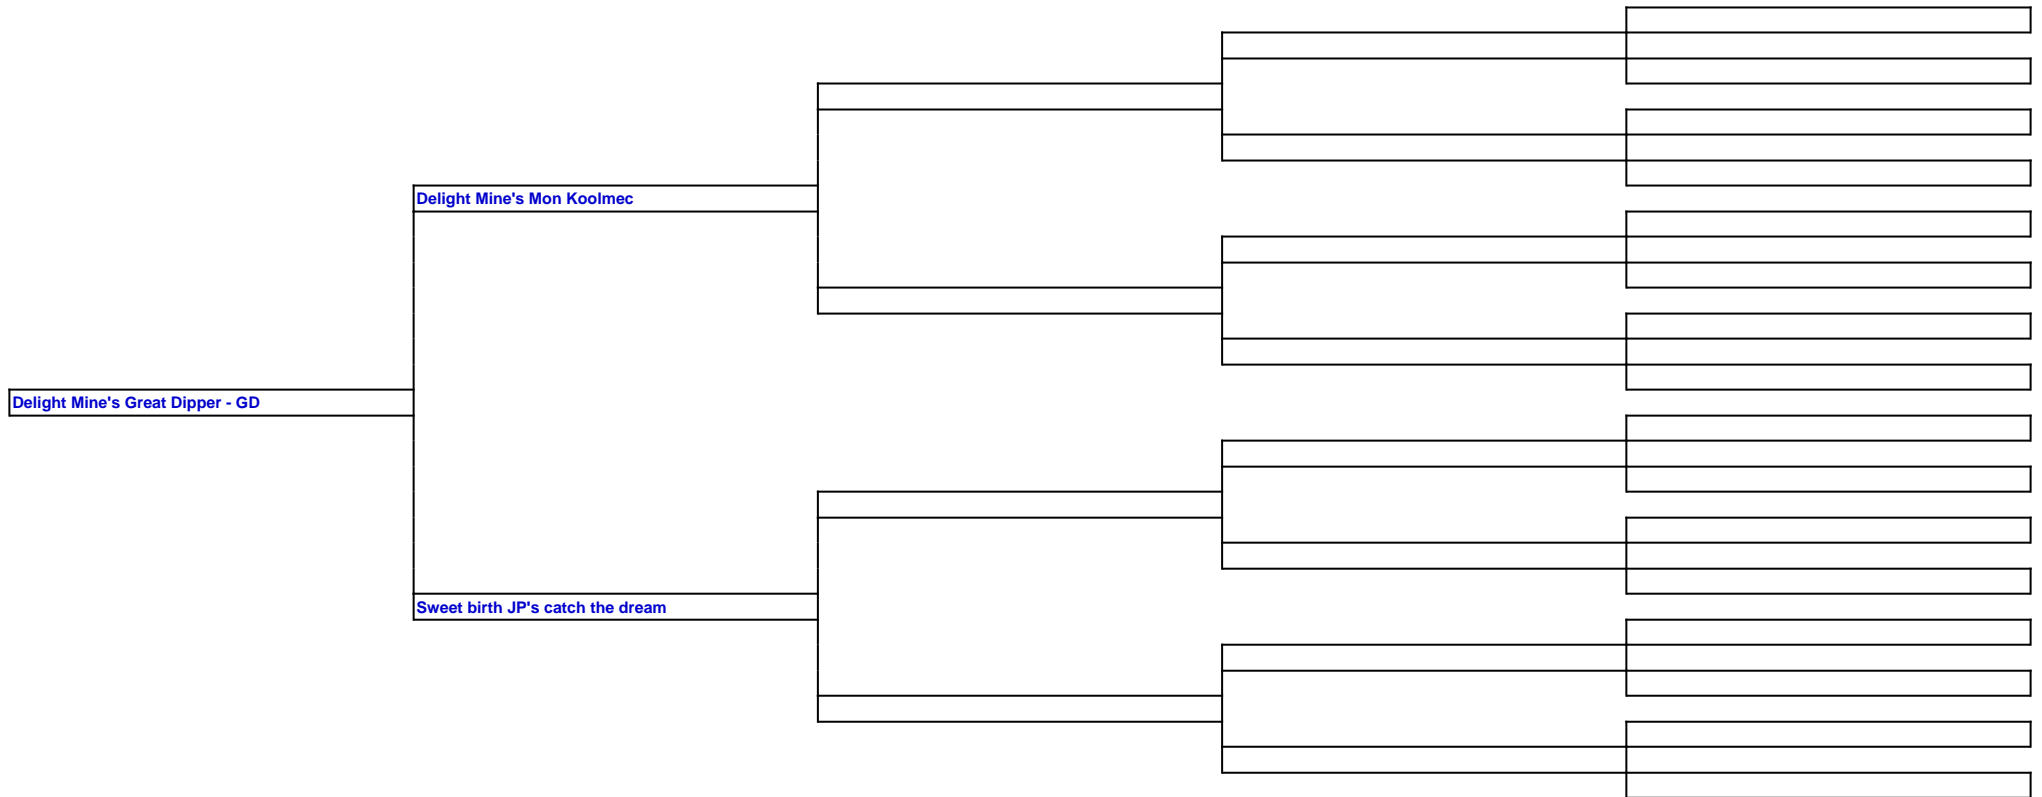 Delight Mine's Mon Koolmec
Delight Mine's Great Dipper - GD
Sweet birth JP's catch the dream